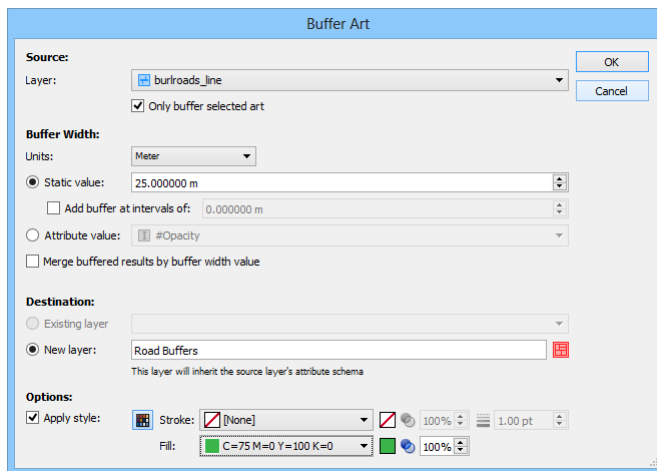 Buffer Art
Source:
OK
Layer: burlroads_line
Cancel
Only buffer selected art
Buffer Width:
Units: Meter
Static value: 25.000000 m
Add buffer at intervals of: 0.000000 m
Attribute value: #Opacity
Merge buffered results by buffer width value
Destination:
Existing layer
New layer: Road Buffers
This layer will inherit the source layer's attribute schema
Options:
Apply style: Stroke: [None] 100% 1.00 pt
Fill: C=75 M=0 Y=100 K=0 100%